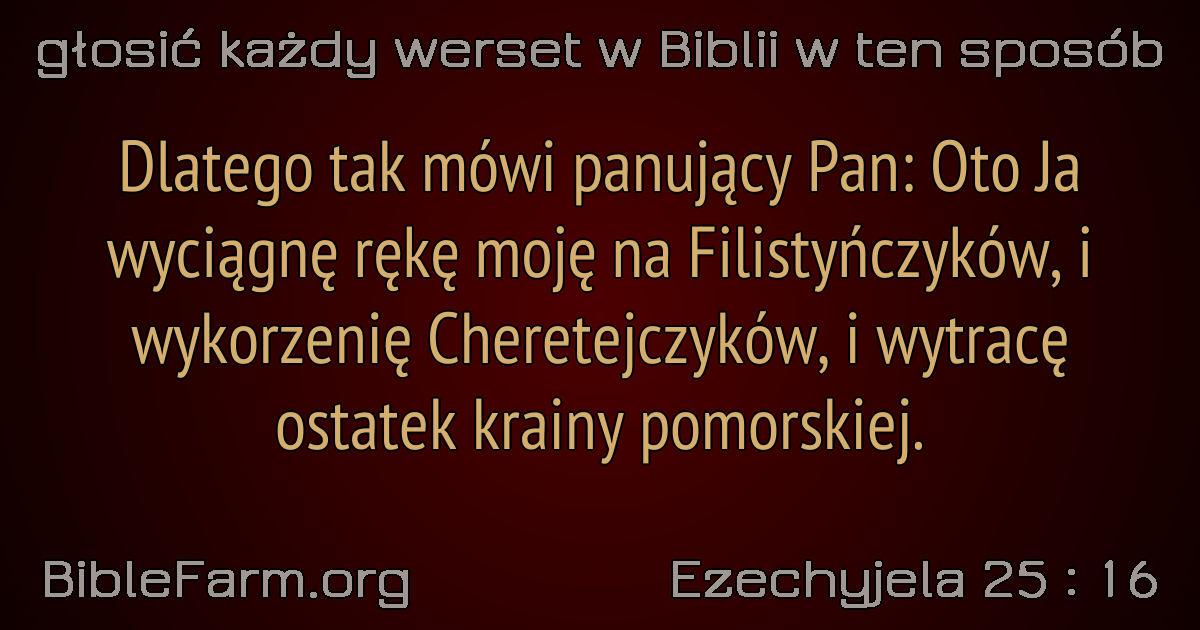 głosić każdy werset w Biblii w ten sposób
Dlatego tak mówi panujący Pan: Oto Ja
wyciągnę rękę moję na Filistyńczyków, i
wykorzenię Cheretejczyków, i wytracę
ostatek krainy pomorskiej.
BibleFarm.org
Ezechyjela 25 : 16